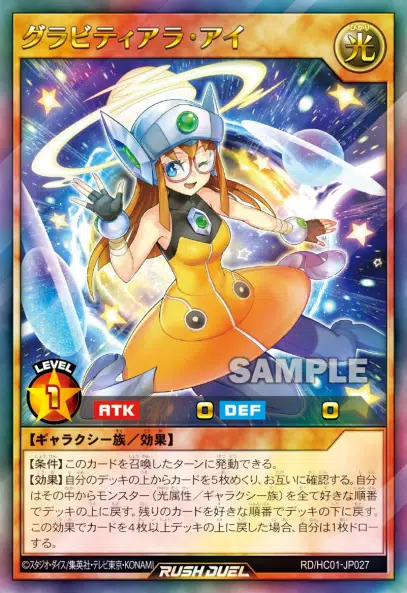 グラビティアラ・アイ
光
ひかり
SAMPLE
LEVEL
1
ATK 0 DEF 0
【ギャラクシー族／効果】
【条件】このカードを召喚したターンに発動できる。
【効果】自分のデッキの上からカードを5枚めくり、お互いに確認する。自分
はその中からモンスター（光属性／ギャラクシー族）を全て好きな順番
でデッキの上に戻す。残りのカードを好きな順番でデッキの下に戻す。
この効果でカードを4枚以上デッキの上に戻した場合、自分は1枚ドロー
する。
©スタジオ・ダイス/集英社・テレビ東京・KONAMI
RUSH DUEL
RD/HC01-JP027